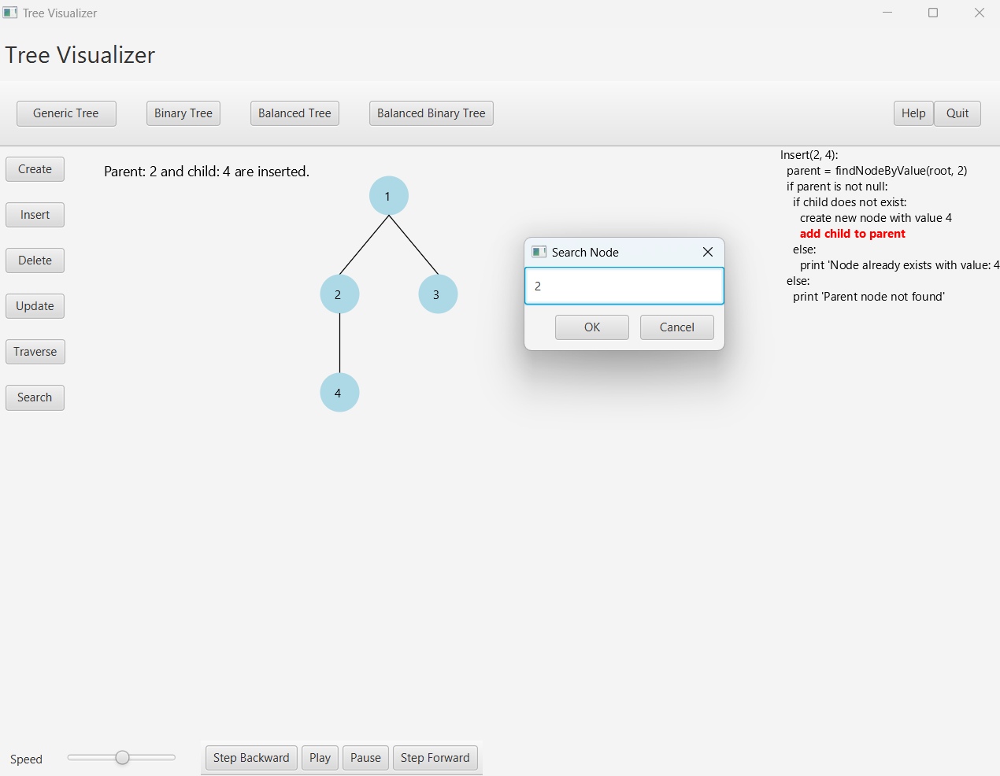 Tree Visualizer
Tree Visualizer
Generic Tree
Binary Tree
Balanced Tree
Balanced Binary Tree
Help
Quit
Create
Insert
Delete
Update
Traverse
Search
Parent: 2 and child: 4 are inserted.
1
2
3
4
Search Node
2
OK
Cancel
Insert(2, 4):
parent = findNodeByValue(root, 2)
if parent is not null:
if child does not exist:
create new node with value 4
add child to parent
else:
print 'Node already exists with value: 4
else:
print 'Parent node not found'
Speed
Step Backward
Play
Pause
Step Forward